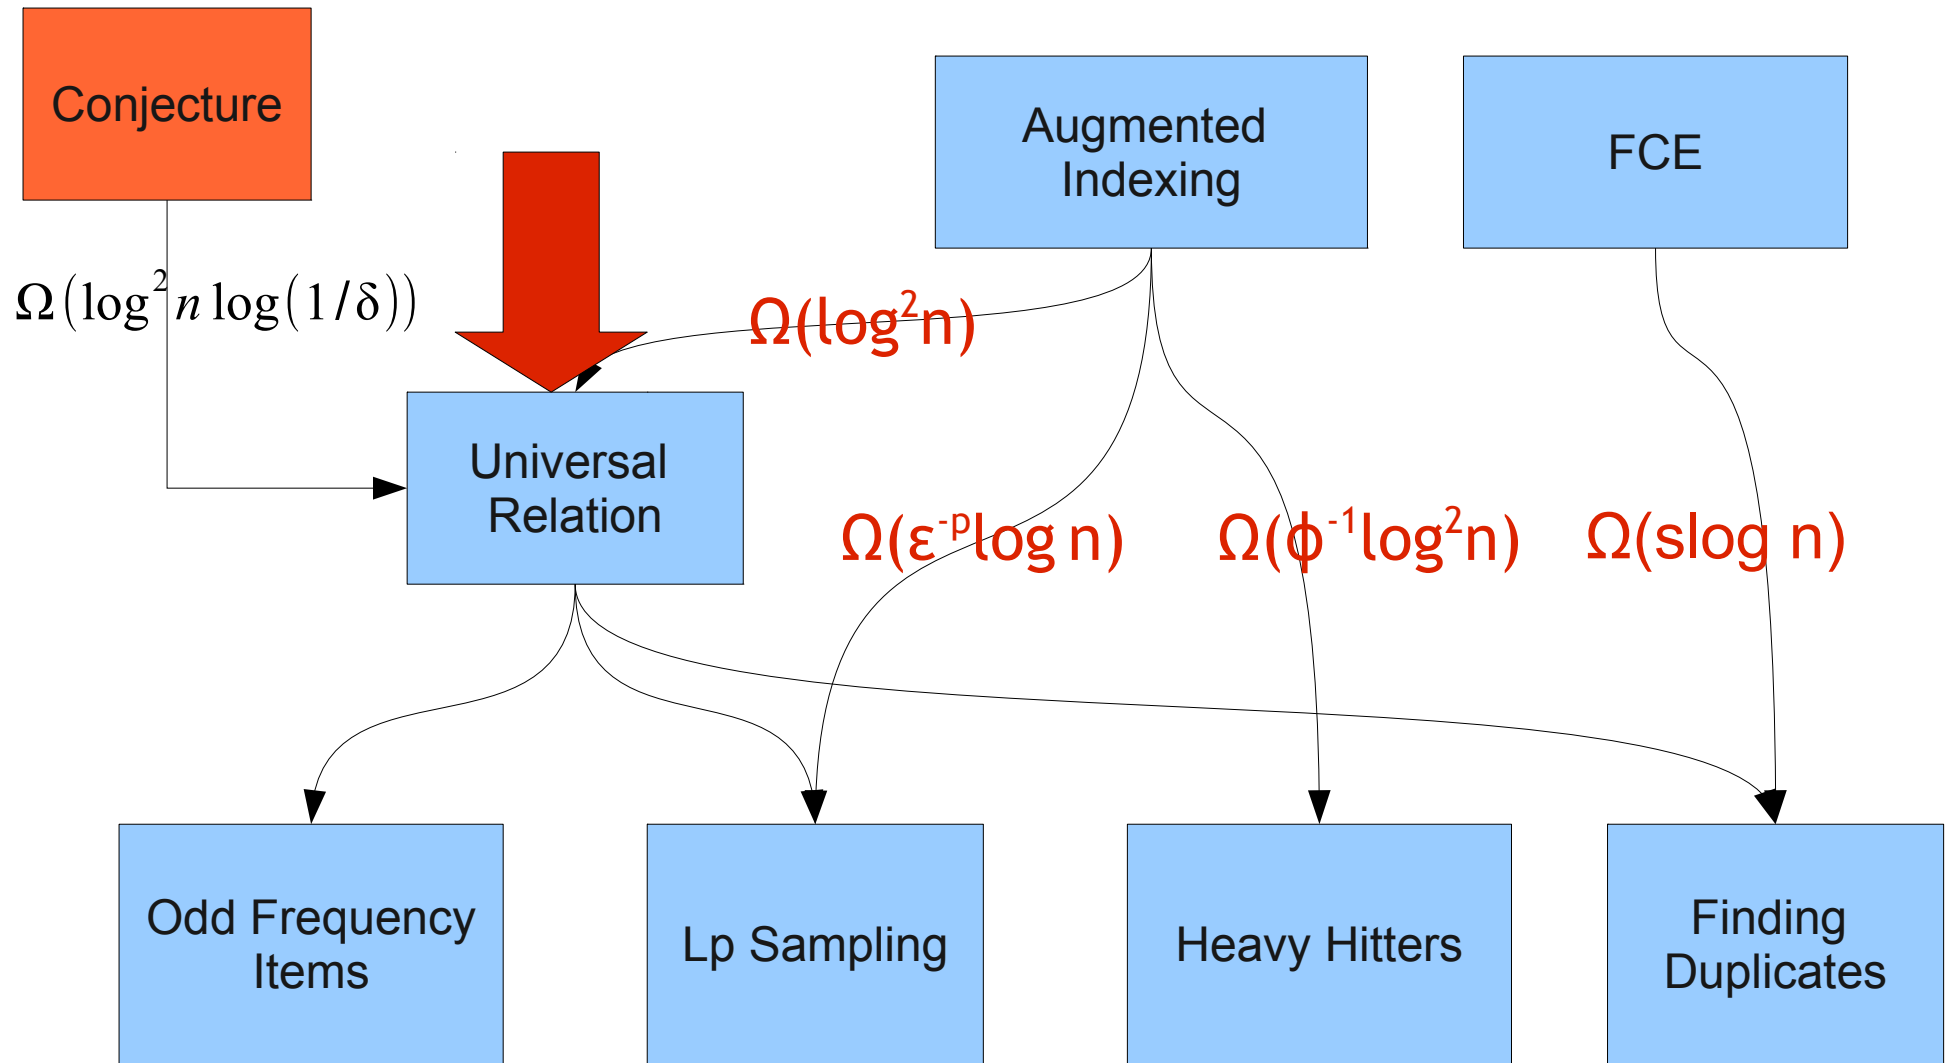 Conjecture
Augmented
Indexing
FCE
Ω(log²n log(1/δ))
Ω(log²n)
Universal
Relation
Ω(ε⁻ᵖlog n)
Ω(ϕ⁻¹log²n)
Ω(slog n)
Odd Frequency
Items
Lp Sampling
Heavy Hitters
Finding
Duplicates